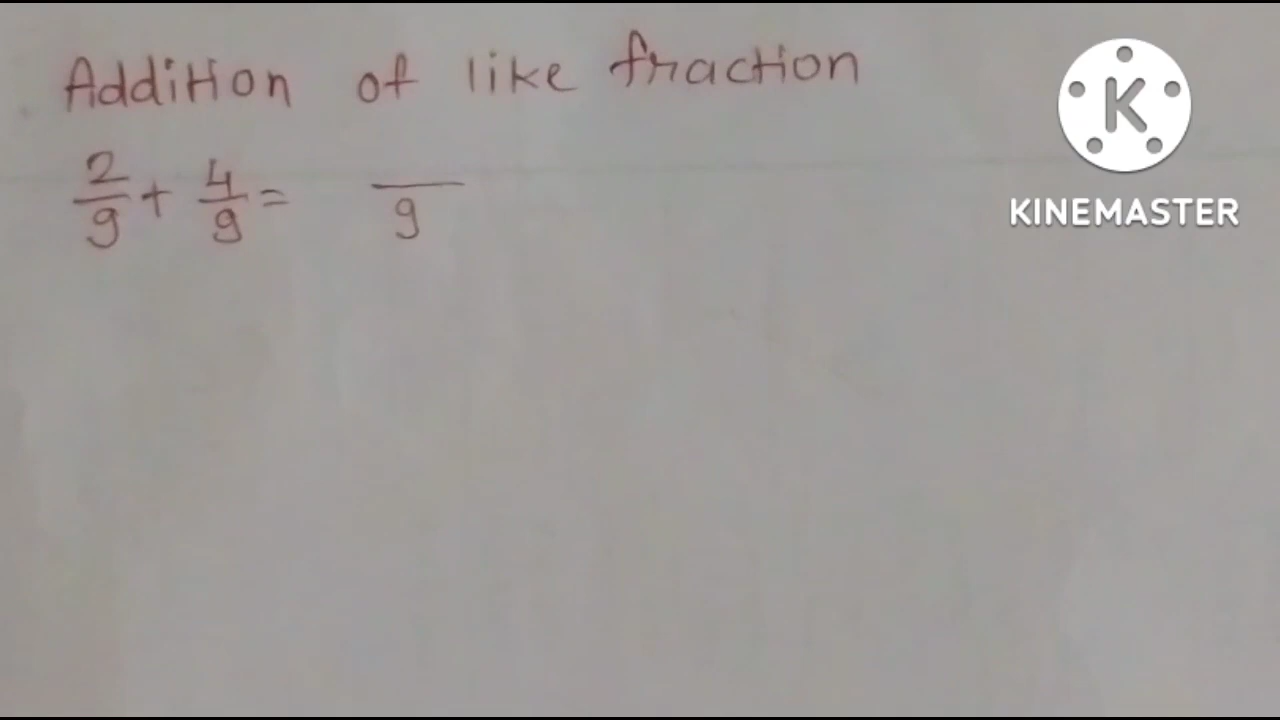 Addition of like fraction
2/9 + 4/9 = /9
KINEMASTER